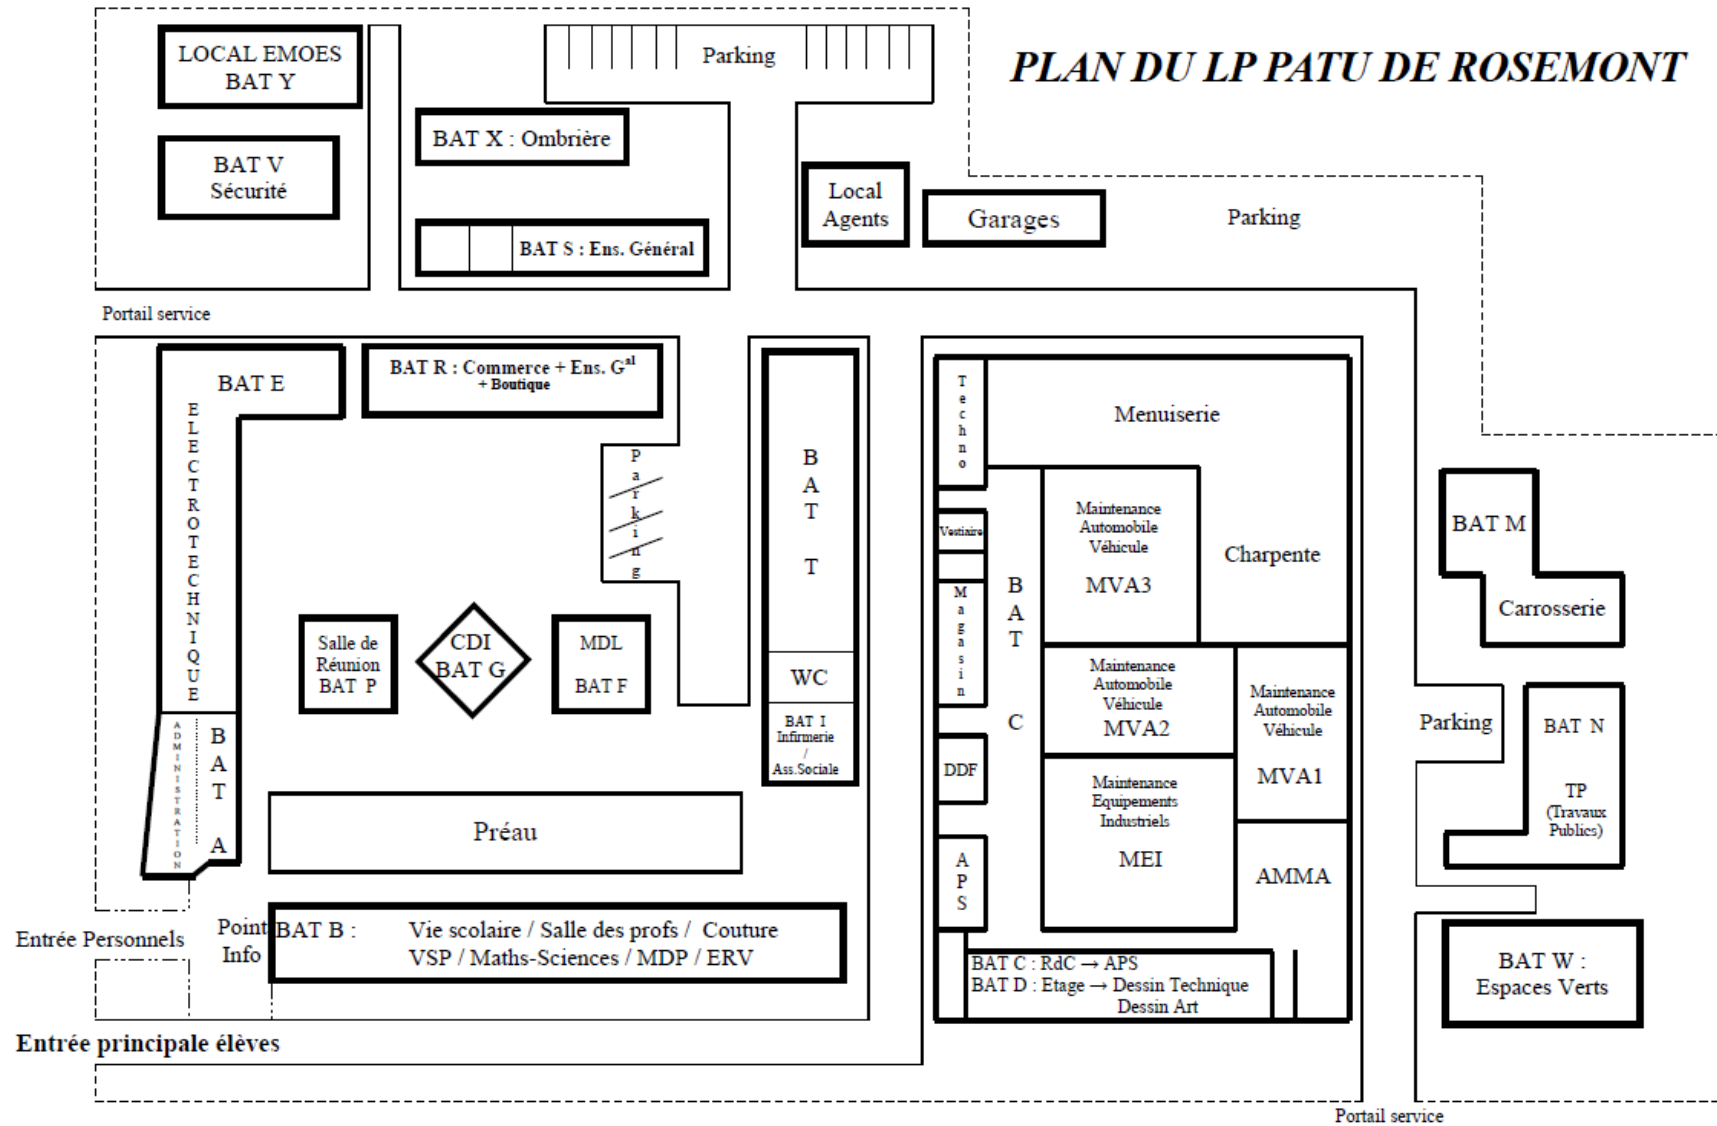 PLAN DU LP PATU DE ROSEMONT
LOCAL EMOES
BAT Y
Parking
BAT X : Ombrière
BAT V
Sécurité
Local
Agents
Garages
Parking
BAT S : Ens. Général
Portail service
BAT E
ELECTROTECHNIQUE
BAT R : Commerce + Ens. Gal
+ Boutique
Parking
BAT T
WC
BAT I
Infirmerie
/
Ass.Sociale
Salle de
Réunion
BAT P
CDI
BAT G
MDL
BAT F
ADMINISTRATION
BAT A
Préau
Entrée Personnels
Point
Info
BAT B : Vie scolaire / Salle des profs / Couture
VSP / Maths-Sciences / MDP / ERV
Entrée principale élèves
Techno
Menuiserie
Vestiaire
Magasin
DDF
APS
BAT C
Maintenance
Automobile
Véhicule
MVA3
Charpente
Maintenance
Automobile
Véhicule
MVA2
Maintenance
Automobile
Véhicule
MVA1
Maintenance
Equipements
Industriels
MEI
AMMA
BAT C : RdC → APS
BAT D : Etage → Dessin Technique
Dessin Art
BAT M
Carrosserie
Parking
BAT N
TP
(Travaux
Publics)
BAT W :
Espaces Verts
Portail service